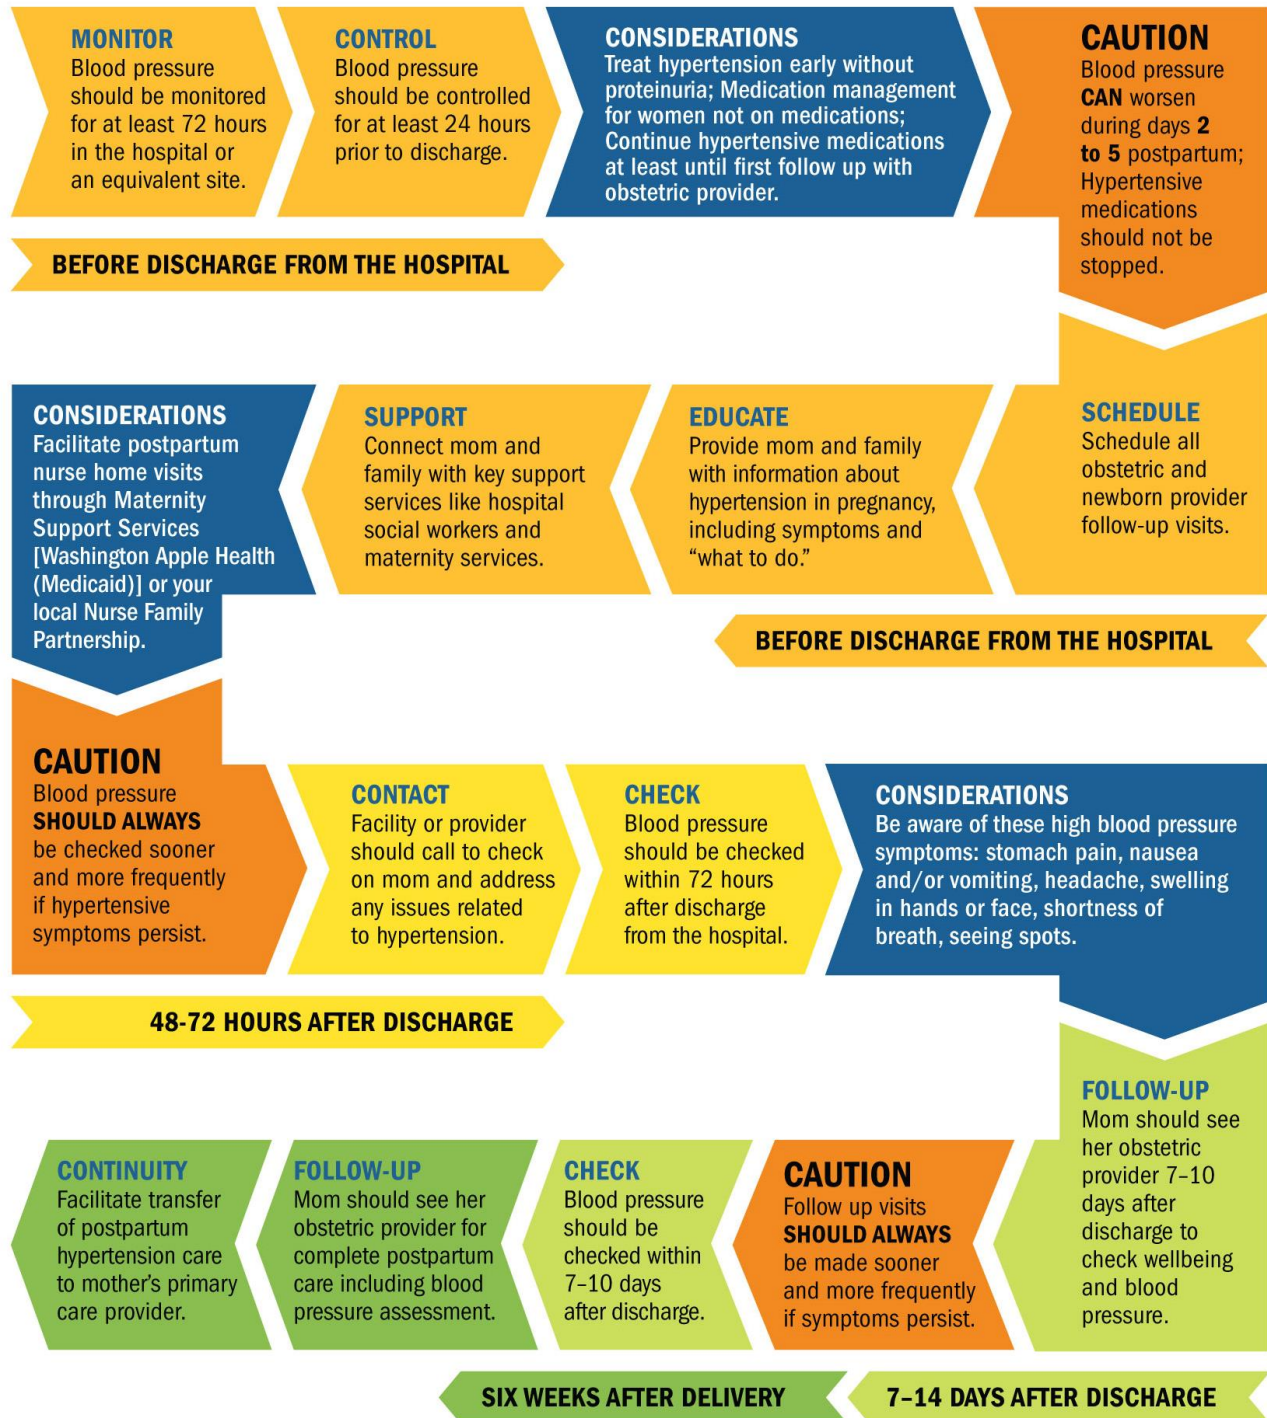 MONITOR
Blood pressure
should be monitored
for at least 72 hours
in the hospital or
an equivalent site.
CONTROL
Blood pressure
should be controlled
for at least 24 hours
prior to discharge.
CONSIDERATIONS
Treat hypertension early without
proteinuria; Medication management
for women not on medications;
Continue hypertensive medications
at least until first follow up with
obstetric provider.
CAUTION
Blood pressure
CAN worsen
during days 2
to 5 postpartum;
Hypertensive
medications
should not be
stopped.
BEFORE DISCHARGE FROM THE HOSPITAL
SCHEDULE
Schedule all
obstetric and
newborn provider
follow-up visits.
EDUCATE
Provide mom and family
with information about
hypertension in pregnancy,
including symptoms and
“what to do.”
SUPPORT
Connect mom and
family with key support
services like hospital
social workers and
maternity services.
CONSIDERATIONS
Facilitate postpartum
nurse home visits
through Maternity
Support Services
[Washington Apple Health
(Medicaid)] or your
local Nurse Family
Partnership.
BEFORE DISCHARGE FROM THE HOSPITAL
CAUTION
Blood pressure
SHOULD ALWAYS
be checked sooner
and more frequently
if hypertensive
symptoms persist.
CONTACT
Facility or provider
should call to check
on mom and address
any issues related
to hypertension.
CHECK
Blood pressure
should be checked
within 72 hours
after discharge
from the hospital.
CONSIDERATIONS
Be aware of these high blood pressure
symptoms: stomach pain, nausea
and/or vomiting, headache, swelling
in hands or face, shortness of
breath, seeing spots.
48-72 HOURS AFTER DISCHARGE
FOLLOW-UP
Mom should see
her obstetric
provider 7–10
days after
discharge to
check wellbeing
and blood
pressure.
CAUTION
Follow up visits
SHOULD ALWAYS
be made sooner
and more frequently
if symptoms persist.
CHECK
Blood pressure
should be
checked within
7–10 days
after discharge.
FOLLOW-UP
Mom should see her
obstetric provider for
complete postpartum
care including blood
pressure assessment.
CONTINUITY
Facilitate transfer
of postpartum
hypertension care
to mother’s primary
care provider.
SIX WEEKS AFTER DELIVERY
7–14 DAYS AFTER DISCHARGE